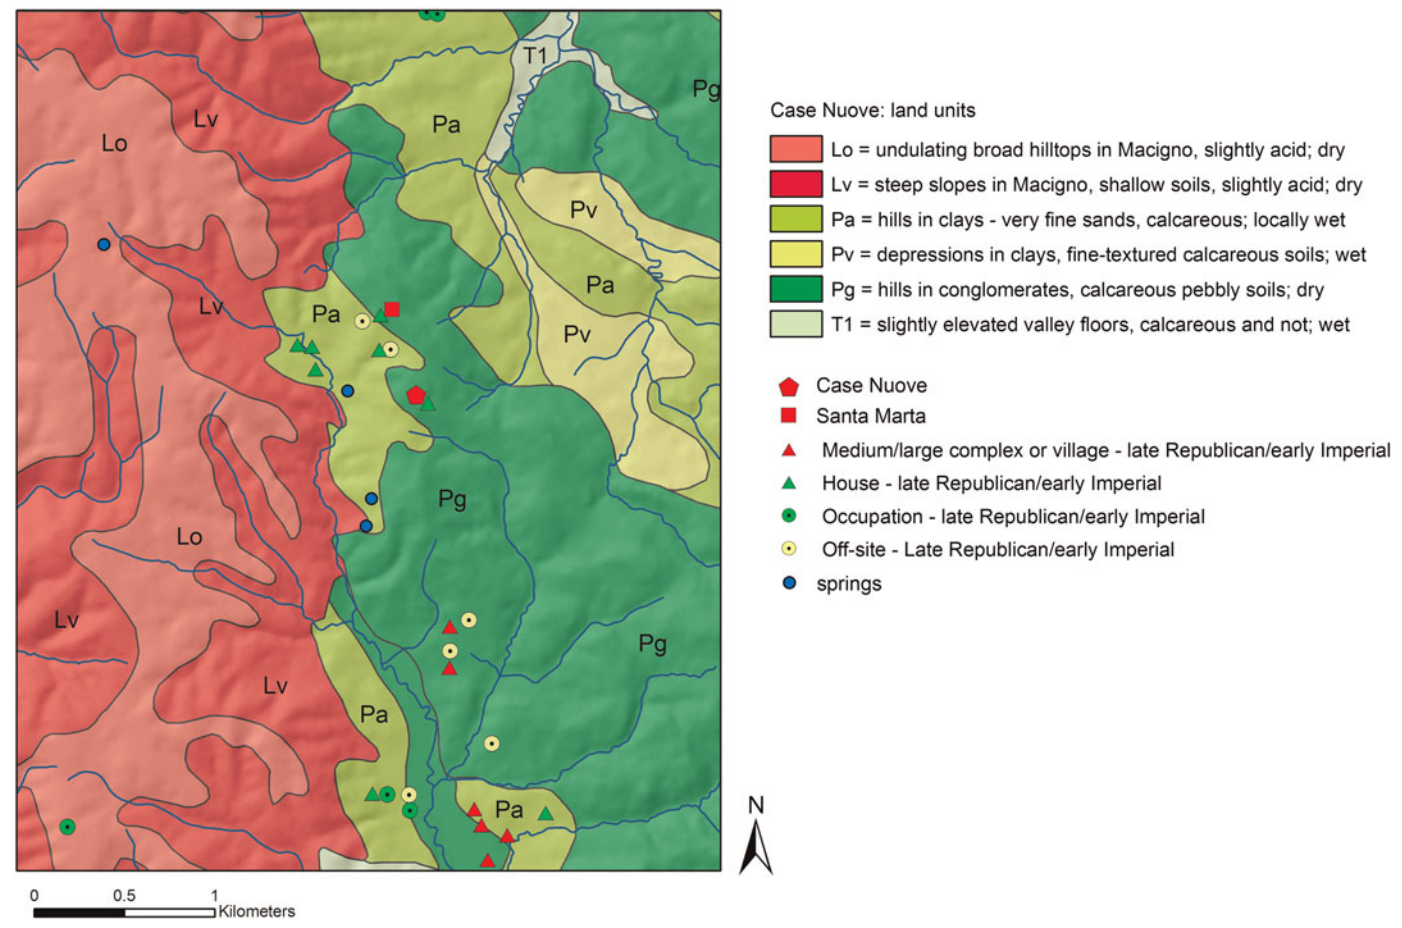 T1
Pg
Lv
Pa
Lo
Pv
Pa
Lv
Pa
Pv
Pg
Lo
Lv
Pg
Lv
Pa
Pa
Case Nuove: land units
Lo = undulating broad hilltops in Macigno, slightly acid; dry
Lv = steep slopes in Macigno, shallow soils, slightly acid; dry
Pa = hills in clays - very fine sands, calcareous; locally wet
Pv = depressions in clays, fine-textured calcareous soils; wet
Pg = hills in conglomerates, calcareous pebbly soils; dry
T1 = slightly elevated valley floors, calcareous and not; wet
Case Nuove
Santa Marta
Medium/large complex or village - late Republican/early Imperial
House - late Republican/early Imperial
Occupation - late Republican/early Imperial
Off-site - Late Republican/early Imperial
springs
N
0 0.5 1
Kilometers